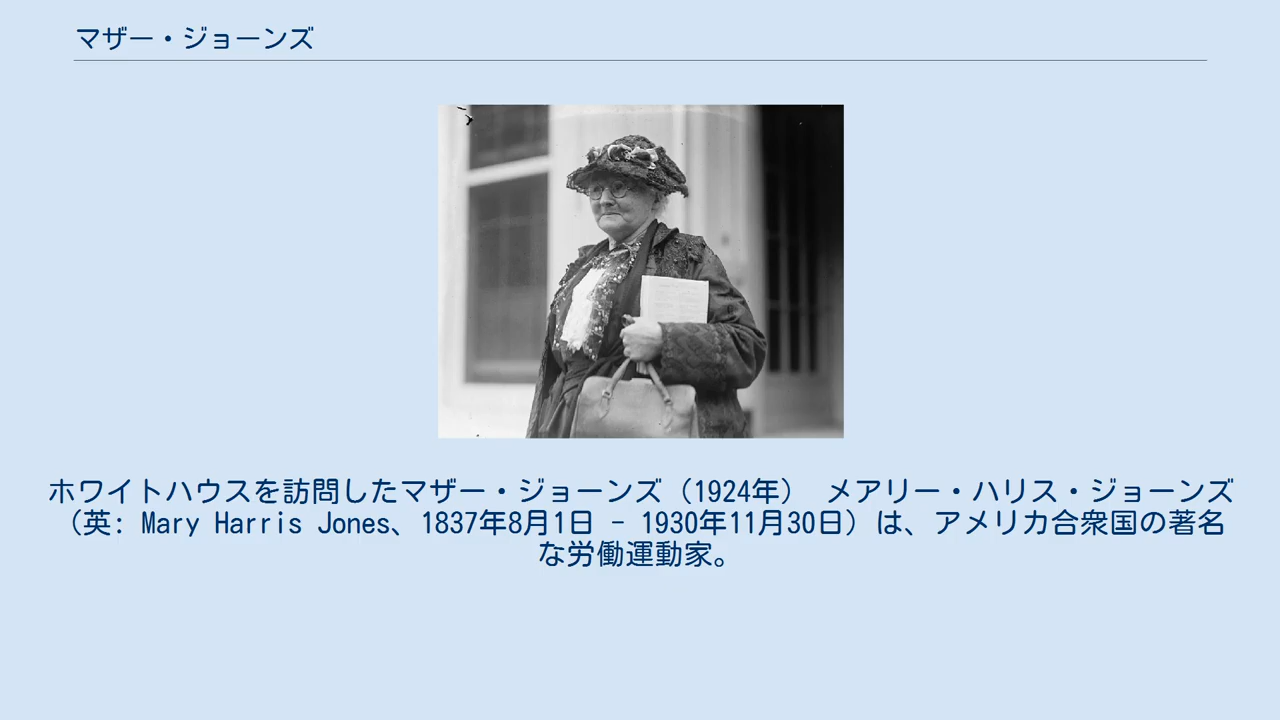 マザー・ジョーンズ
ホワイトハウスを訪問したマザー・ジョーンズ（1924年） メアリー・ハリス・ジョーンズ
（英: Mary Harris Jones、1837年8月1日 - 1930年11月30日）は、アメリカ合衆国の著名
な労働運動家。